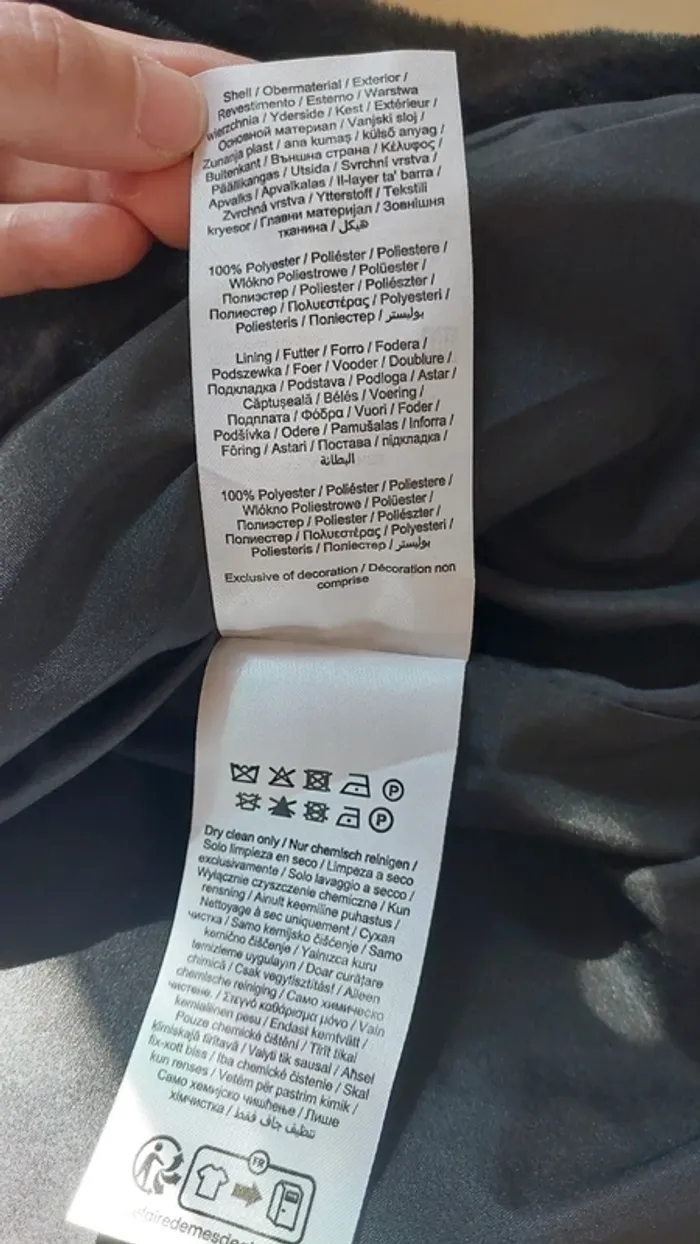 Shell / Obermaterial / Exterior /
Revestimento / Esterno / Warstwa
wierzchnia / Yderside / Kest / Extérieur /
Основной материал / Vanjski sloj /
Zunanja plast / ana kumaş / külső anyag /
Buitenkant / Външна страна / Κέλυφος /
Päällikangas / Utsida / Svrchní vrstva /
Apvalks / Apvalkalas / Il-layer ta' barra /
Zvrchná vrstva / Ytterstoff / Tekstili
kryesor / Главни материјал / Зовнішня
тканина / هيكل
100% Polyester / Poliéster / Poliestere /
Włókno Poliestrowe / Polüester /
Полиэстер / Poliester / Poliészter /
Полиестер / Πολυεστέρας / Polyesteri /
Poliesteris / Полiестер / بوليستر
Lining / Futter / Forro / Fodera /
Podszewka / Foer / Vooder / Doublure /
Подкладка / Podstava / Podloga / Astar /
Căptușeală / Bélés / Voering /
Подплата / Φόδρα / Vuori / Foder /
Podšívka / Odere / Pamušalas / Inforra /
Fôring / Astari / Постава / підкладка /
البطانة
100% Polyester / Poliéster / Poliestere /
Włókno Poliestrowe / Polüester /
Полиэстер / Poliester / Poliészter /
Полиестер / Πολυεστέρας / Polyesteri /
Poliesteris / Полiестер / بوليستر
Exclusive of decoration / Décoration non
comprise
P
P
Dry clean only / Nur chemisch reinigen /
Solo limpieza en seco / Limpeza a seco
exclusivamente / Solo lavaggio a secco /
Wyłącznie czyszczenie chemiczne / Kun
rensning / Ainult keemiline puhastus /
Nettoyage à sec uniquement / Сухая
чистка / Samo kemijsko čišćenje / Samo
kemično čiščenje / Yalnızca kuru
temizleme uygulayın / Doar curățare
chimică / Csak vegytisztítás! / Alleen
chemische reiniging / Само химическо
чистене. / Στεγνό καθάρισμα μόνο / Vain
kemiallinen pesu / Endast kemtvätt /
Pouze chemické čištění / Tīrīt tikai
ķīmiskajā tīrītavā / Valyti tik sausai / Aħsel
fix-xott biss / Iba chemické čistenie / Skal
kun renses / Vetëm për pastrim kimik /
Само хемијско чишћење / Лише
хімчистка / تنظيف جاف فقط
FR